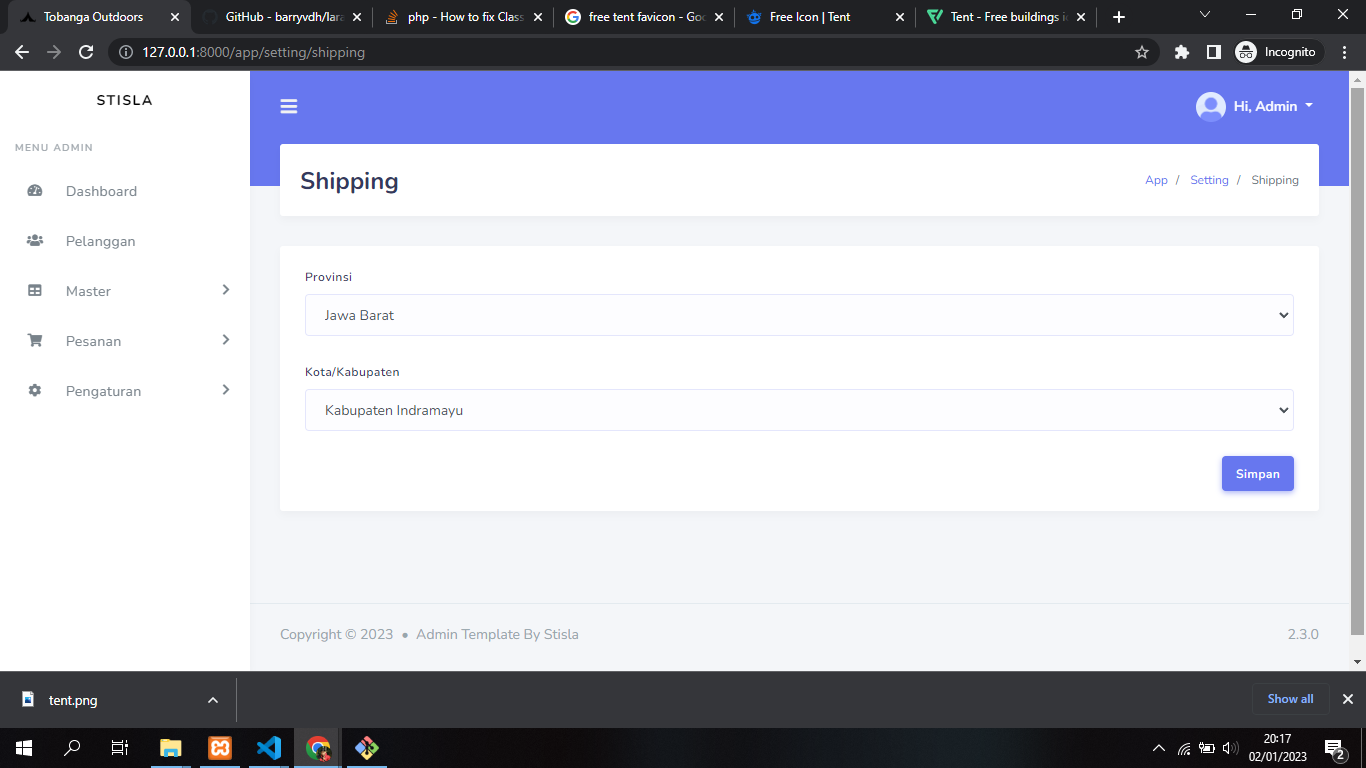 Tobanga Outdoors
GitHub - barryvdh/lara
php - How to fix Class
free tent favicon - Goo
Free Icon | Tent
Tent - Free buildings i
127.0.0.1:8000/app/setting/shipping
Incognito
STISLA
Hi, Admin
MENU ADMIN
Dashboard
Pelanggan
Master
Pesanan
Pengaturan
Shipping
App / Setting / Shipping
Provinsi
Jawa Barat
Kota/Kabupaten
Kabupaten Indramayu
Simpan
Copyright © 2023 • Admin Template By Stisla
2.3.0
tent.png
Show all
20:17
02/01/2023
2